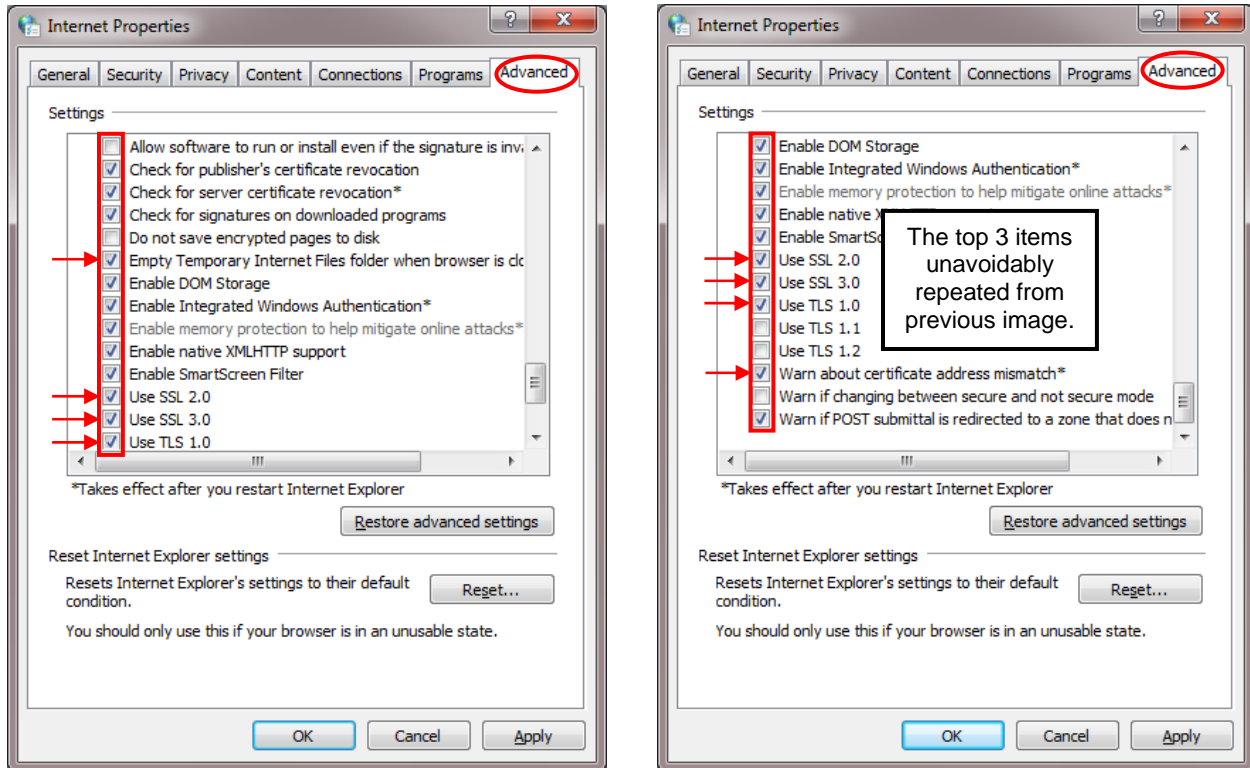 Internet Properties
General Security Privacy Content Connections Programs Advanced
Settings
Allow software to run or install even if the signature is inv
Check for publisher's certificate revocation
Check for server certificate revocation*
Check for signatures on downloaded programs
Do not save encrypted pages to disk
Empty Temporary Internet Files folder when browser is clo
Enable DOM Storage
Enable Integrated Windows Authentication*
Enable memory protection to help mitigate online attacks*
Enable native XMLHTTP support
Enable SmartScreen Filter
Use SSL 2.0
Use SSL 3.0
Use TLS 1.0
*Takes effect after you restart Internet Explorer
Restore advanced settings
Reset Internet Explorer settings
Resets Internet Explorer's settings to their default
condition.
Reset...
You should only use this if your browser is in an unusable state.
OK Cancel Apply
Internet Properties
General Security Privacy Content Connections Programs Advanced
Settings
Enable DOM Storage
Enable Integrated Windows Authentication*
Enable memory protection to help mitigate online attacks*
Enable native X
Enable SmartSc
Use SSL 2.0
Use SSL 3.0
Use TLS 1.0
Use TLS 1.1
Use TLS 1.2
Warn about certificate address mismatch*
Warn if changing between secure and not secure mode
Warn if POST submittal is redirected to a zone that does n
The top 3 items
unavoidably
repeated from
previous image.
*Takes effect after you restart Internet Explorer
Restore advanced settings
Reset Internet Explorer settings
Resets Internet Explorer's settings to their default
condition.
Reset...
You should only use this if your browser is in an unusable state.
OK Cancel Apply